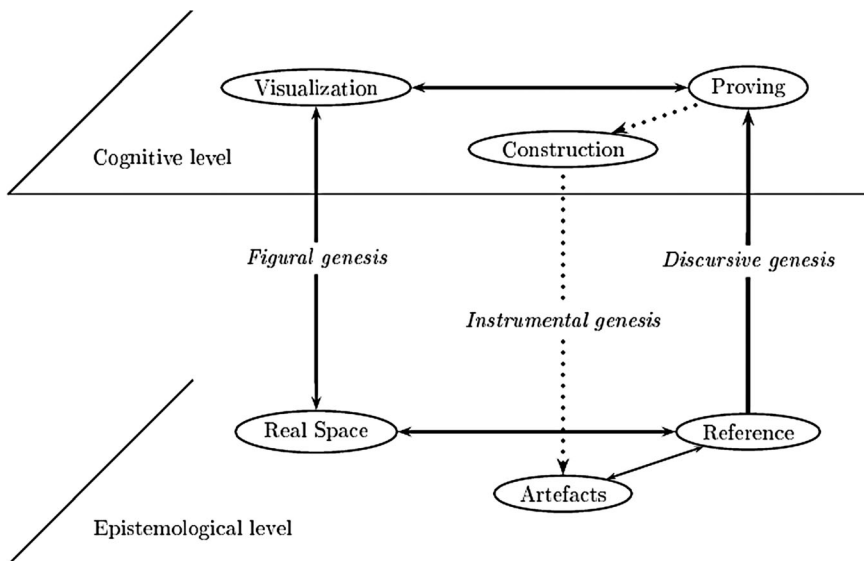 Visualization
Proving
Construction
Cognitive level
Figural genesis
Discursive genesis
Instrumental genesis
Real Space
Reference
Artefacts
Epistemological level